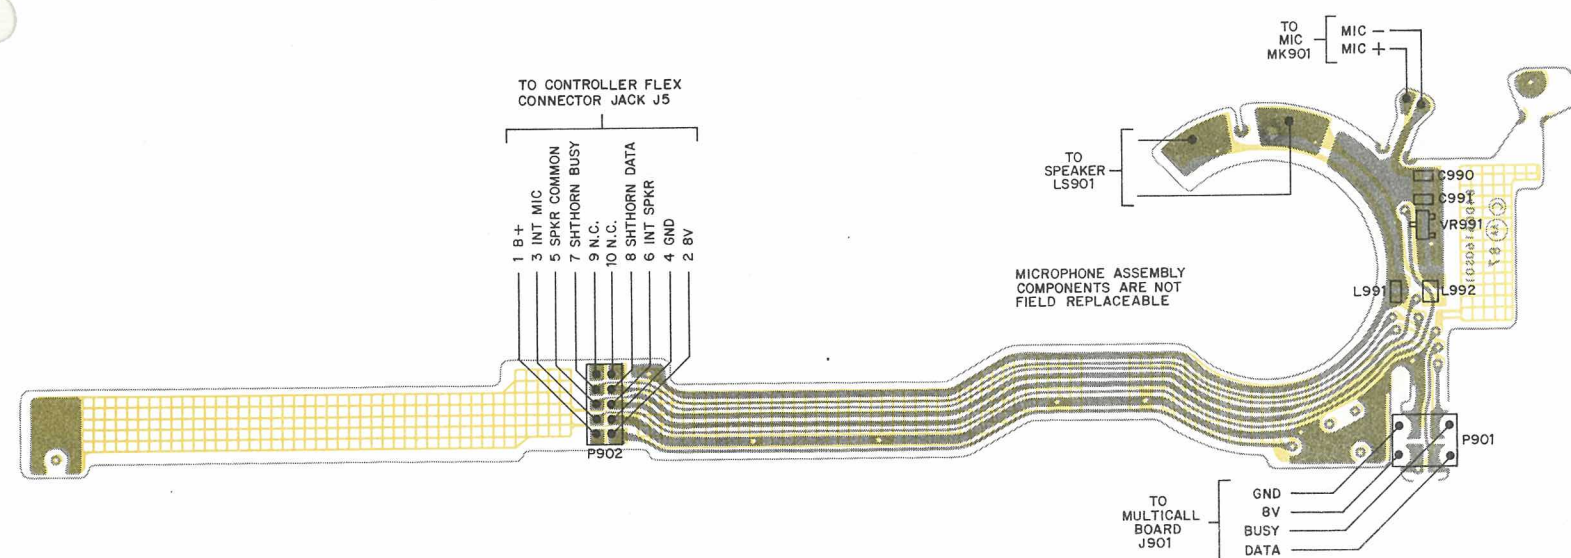 TO
MIC
MK901
MIC –
MIC +
TO CONTROLLER FLEX
CONNECTOR JACK J5
1 B+
3 INT MIC
5 SPKR COMMON
7 SHTHORN BUSY
9 N.C.
10 N.C.
8 SHTHORN DATA
6 INT SPKR
4 GND
2 8V
TO
SPEAKER
LS901
C990
C991
VR991
AA
87
MICROPHONE ASSEMBLY
COMPONENTS ARE NOT
FIELD REPLACEABLE
L991
L992
P902
P901
TO
MULTICALL
BOARD
J901
GND
8V
BUSY
DATA